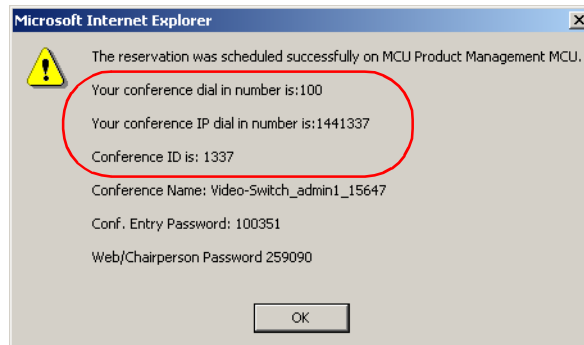 Microsoft Internet Explorer
The reservation was scheduled successfully on MCU Product Management MCU.
Your conference dial in number is:100
Your conference IP dial in number is:1441337
Conference ID is: 1337
Conference Name: Video-Switch_admin1_15647
Conf. Entry Password: 100351
Web/Chairperson Password 259090
OK